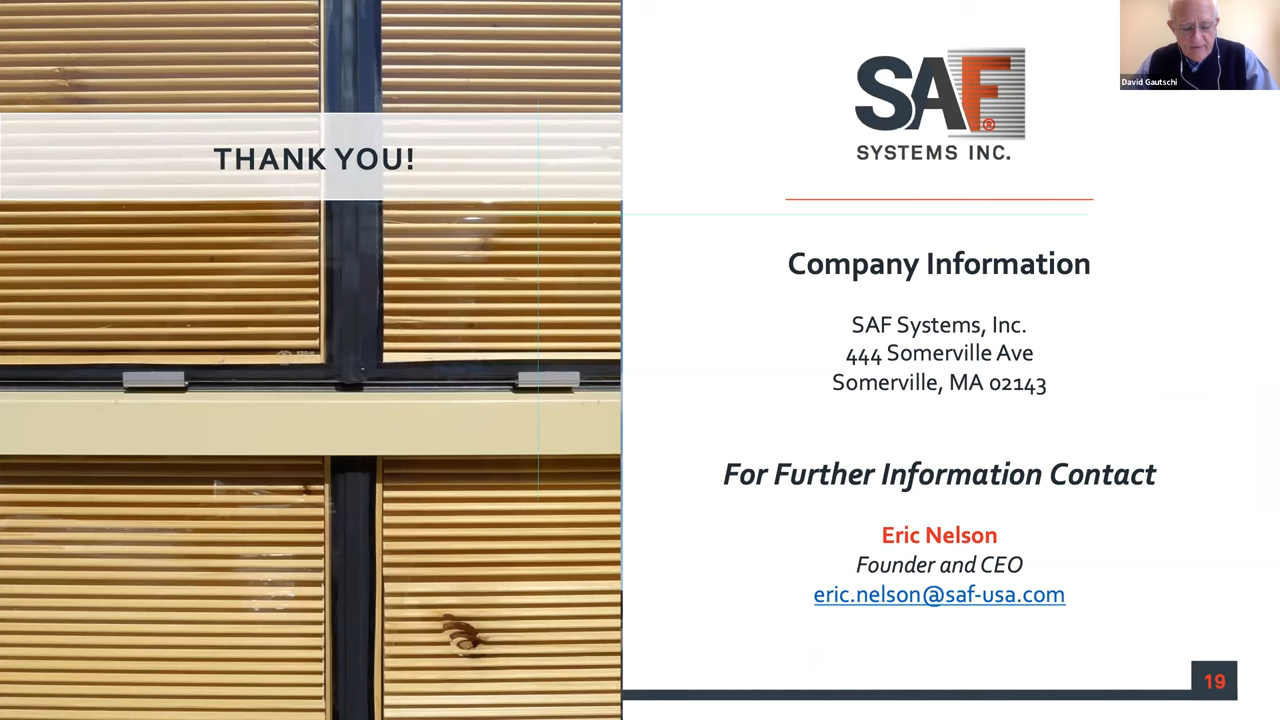 THANK YOU!
SAF®
SYSTEMS INC.
David Gautschi
Company Information
SAF Systems, Inc.
444 Somerville Ave
Somerville, MA 02143
For Further Information Contact
Eric Nelson
Founder and CEO
eric.nelson@saf-usa.com
19